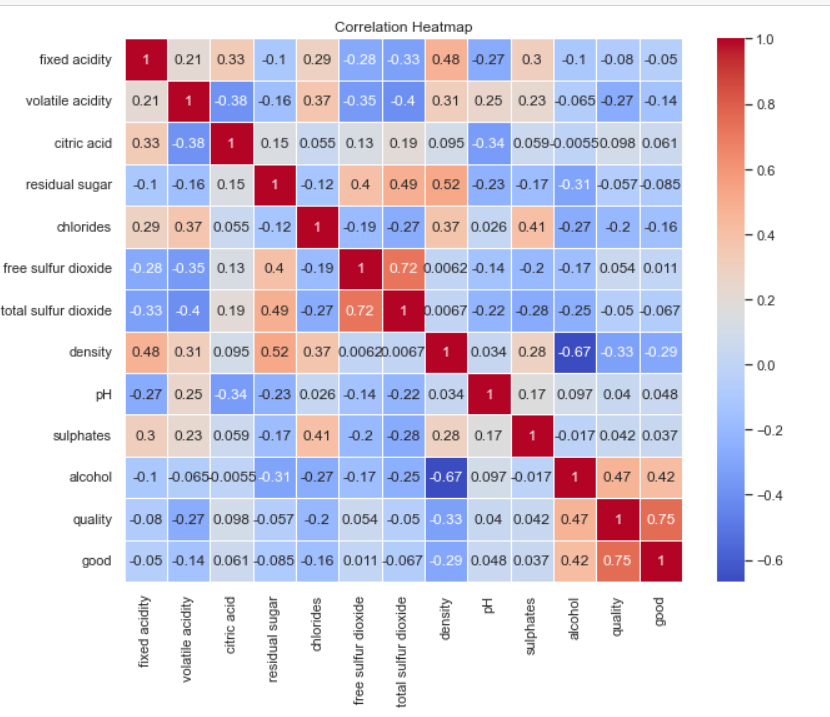 Correlation Heatmap
fixed acidity 1 0.21 0.33 -0.1 0.29 -0.28 -0.33 0.48 -0.27 0.3 -0.1 -0.08 -0.05
volatile acidity 0.21 1 -0.38 -0.16 0.37 -0.35 -0.4 0.31 0.25 0.23 -0.065 -0.27 -0.14
citric acid 0.33 -0.38 1 0.15 0.055 0.13 0.19 0.095 -0.34 0.059 -0.0055 0.098 0.061
residual sugar -0.1 -0.16 0.15 1 -0.12 0.4 0.49 0.52 -0.23 -0.17 -0.31 -0.057 -0.085
chlorides 0.29 0.37 0.055 -0.12 1 -0.19 -0.27 0.37 0.026 0.41 -0.27 -0.2 -0.16
free sulfur dioxide -0.28 -0.35 0.13 0.4 -0.19 1 0.72 0.0062 -0.14 -0.2 -0.17 0.054 0.011
total sulfur dioxide -0.33 -0.4 0.19 0.49 -0.27 0.72 1 0.0067 -0.22 -0.28 -0.25 -0.05 -0.067
density 0.48 0.31 0.095 0.52 0.37 0.0062 0.0067 1 0.034 0.28 -0.67 -0.33 -0.29
pH -0.27 0.25 -0.34 -0.23 0.026 -0.14 -0.22 0.034 1 0.17 0.097 0.04 0.048
sulphates 0.3 0.23 0.059 -0.17 0.41 -0.2 -0.28 0.28 0.17 1 -0.017 0.042 0.037
alcohol -0.1 -0.065 -0.0055 -0.31 -0.27 -0.17 -0.25 -0.67 0.097 -0.017 1 0.47 0.42
quality -0.08 -0.27 0.098 -0.057 -0.2 0.054 -0.05 -0.33 0.04 0.042 0.47 1 0.75
good -0.05 -0.14 0.061 -0.085 -0.16 0.011 -0.067 -0.29 0.048 0.037 0.42 0.75 1
fixed acidity
volatile acidity
citric acid
residual sugar
chlorides
free sulfur dioxide
total sulfur dioxide
density
pH
sulphates
alcohol
quality
good
1.0
0.8
0.6
0.4
0.2
0.0
−0.2
−0.4
−0.6